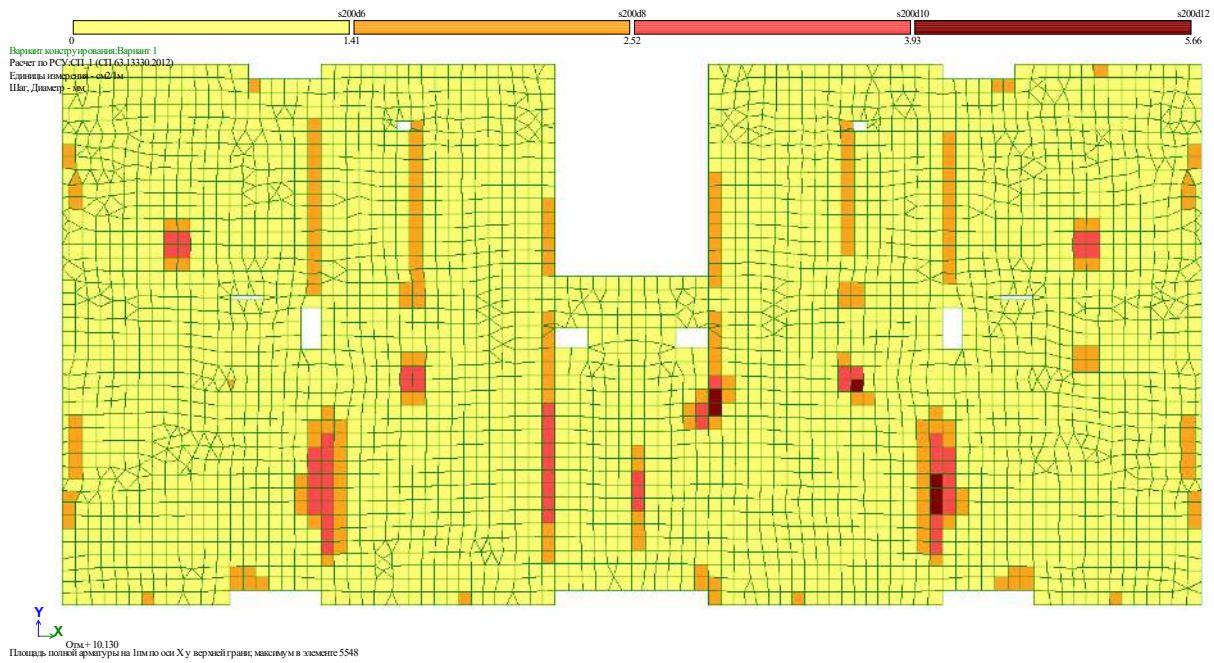 s200d6 s200d8 s200d10 s200d12
0 1.41 2.52 3.93 5.66
Вариант конструирования:Вариант 1
Расчет по РСУ:СП_1 (СП 63.13330.2012)
Единицы измерения - см2/1м
Шаг, Диаметр - мм
Y
X
Отм.+ 10.130
Площадь полной арматуры на 1пм по оси X у верхней грани; максимум в элементе 5548